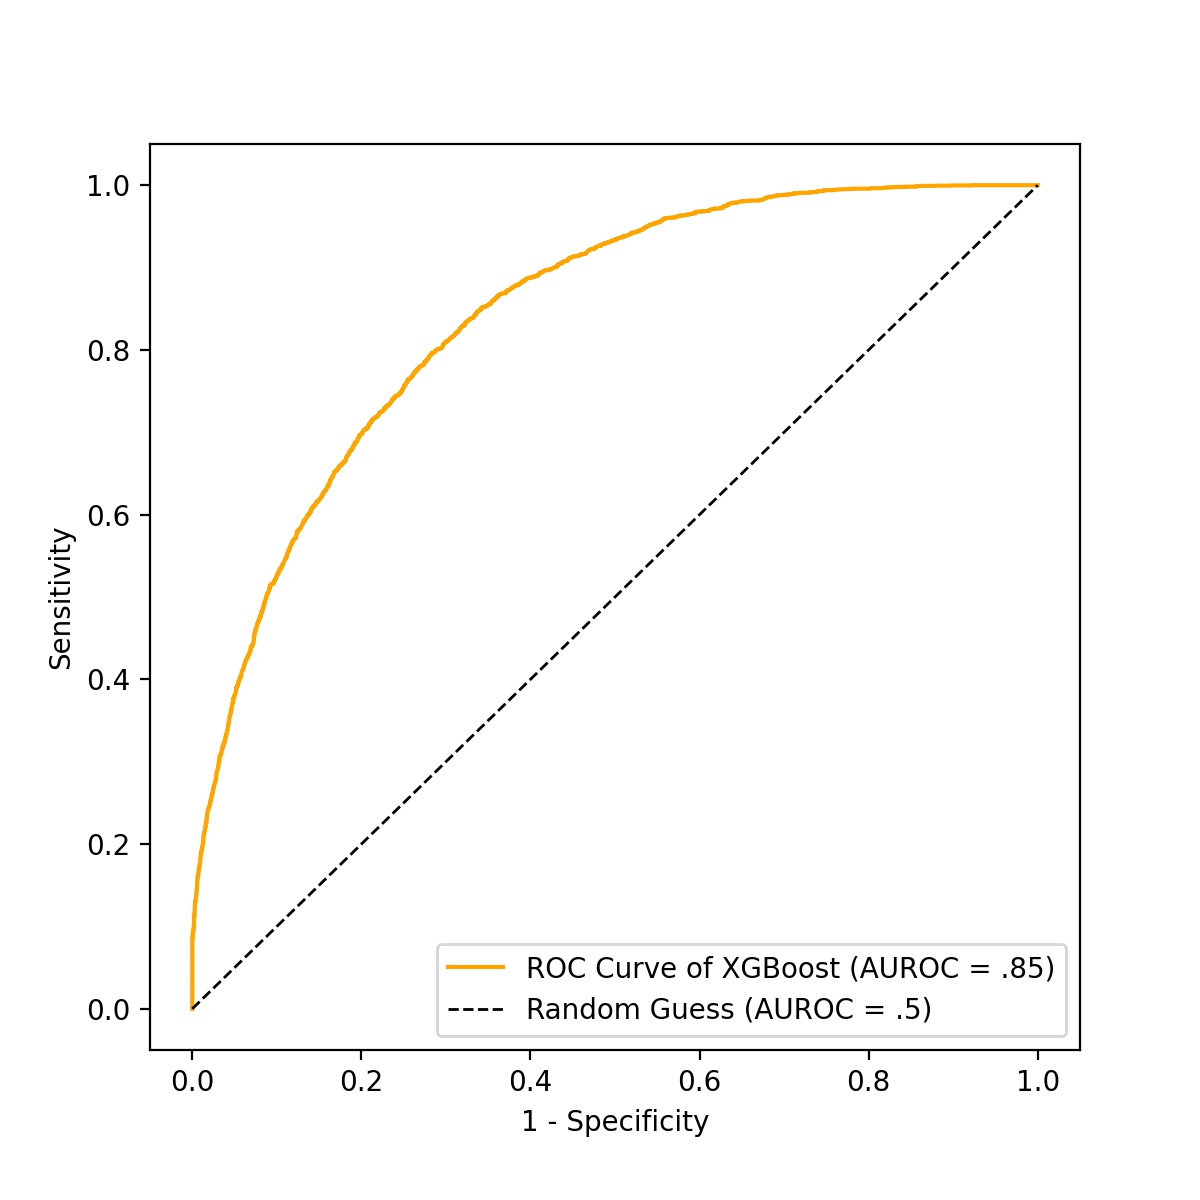 1.0
0.8
0.6
0.4
0.2
0.0
Sensitivity
ROC Curve of XGBoost (AUROC = .85)
Random Guess (AUROC = .5)
0.0 0.2 0.4 0.6 0.8 1.0
1 - Specificity